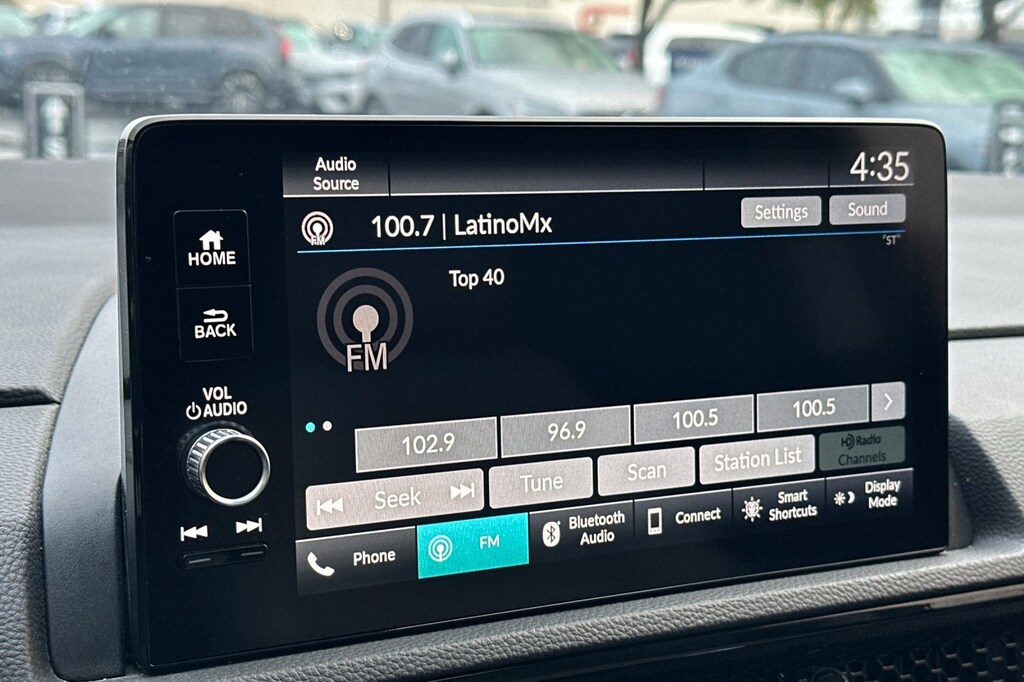 Audio
Source
4:35
FM
100.7 | LatinoMx
Settings
Sound
"ST"
HOME
Top 40
FM
BACK
VOL
AUDIO
102.9
96.9
100.5
100.5
Seek
Tune
Scan
Station List
HD Radio
Channels
Phone
FM
Bluetooth
Audio
Connect
Smart
Shortcuts
Display
Mode